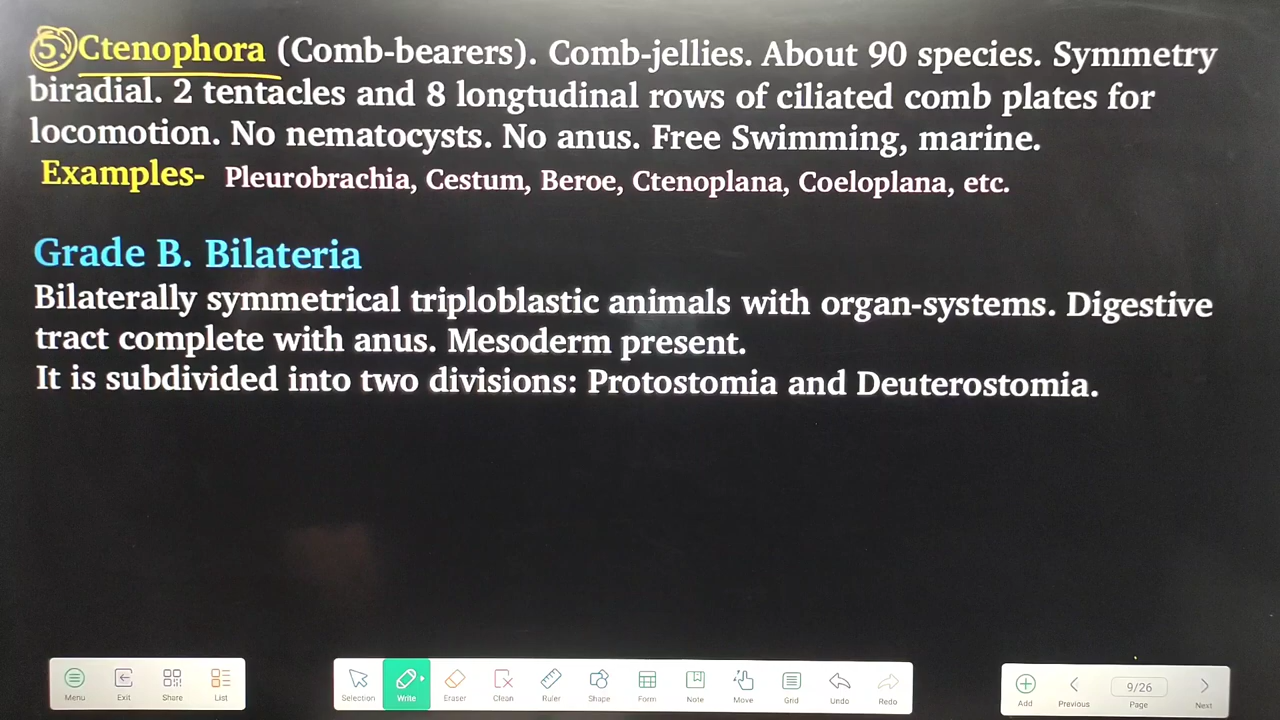 5. Ctenophora (Comb-bearers). Comb-jellies. About 90 species. Symmetry
biradial. 2 tentacles and 8 longtudinal rows of ciliated comb plates for
locomotion. No nematocysts. No anus. Free Swimming, marine.
Examples- Pleurobrachia, Cestum, Beroe, Ctenoplana, Coeloplana, etc.
Grade B. Bilateria
Bilaterally symmetrical triploblastic animals with organ-systems. Digestive
tract complete with anus. Mesoderm present.
It is subdivided into two divisions: Protostomia and Deuterostomia.
Menu Exit Share List Selection Write Eraser Clean Ruler Shape Form Note Move Grid Undo Redo Add Previous 9/26 Page Next